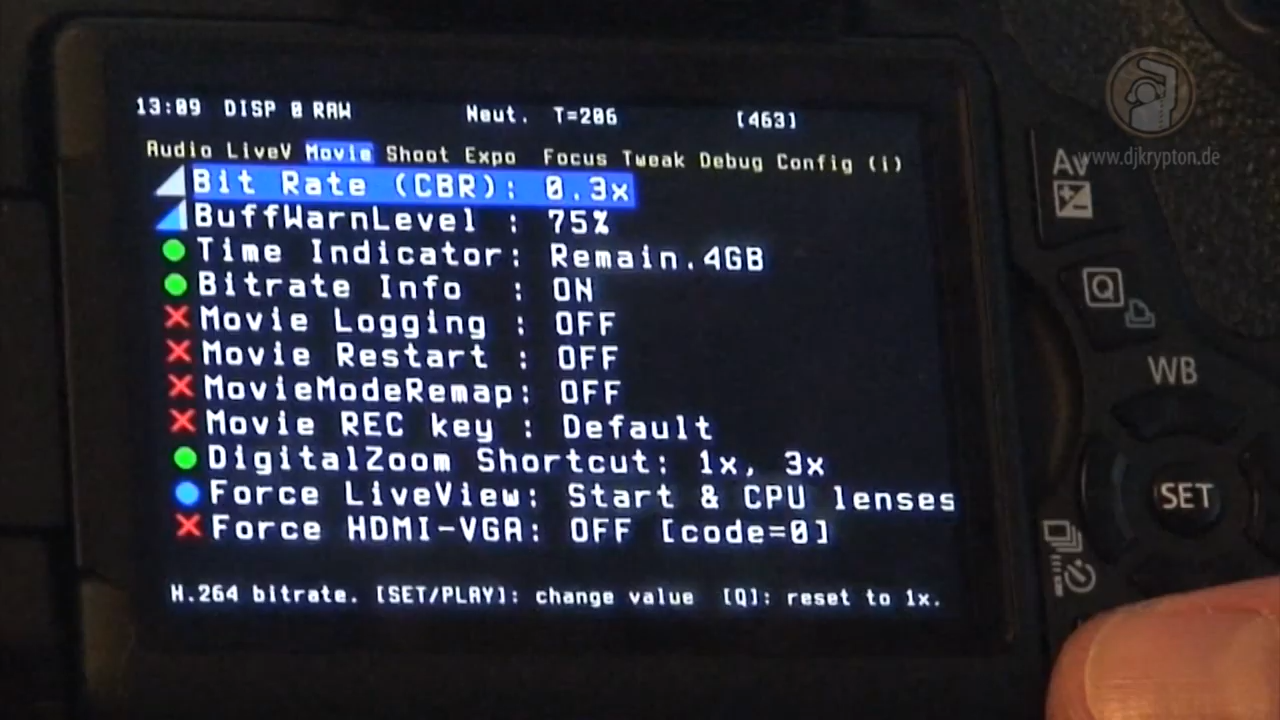 13:09 DISP 0 RAW Neut. T=206 [463]
Audio LiveV Movie Shoot Expo Focus Tweak Debug Config (i)
Bit Rate (CBR): 0.3x
BuffWarnLevel : 75%
Time Indicator: Remain.4GB
Bitrate Info : ON
Movie Logging : OFF
Movie Restart : OFF
MovieModeRemap: OFF
Movie REC key : Default
DigitalZoom Shortcut: 1x, 3x
Force LiveView: Start & CPU lenses
Force HDMI-VGA: OFF [code=0]
H.264 bitrate. [SET/PLAY]: change value [Q]: reset to 1x.
www.djkrypton.de
Av
Q
WB
SET